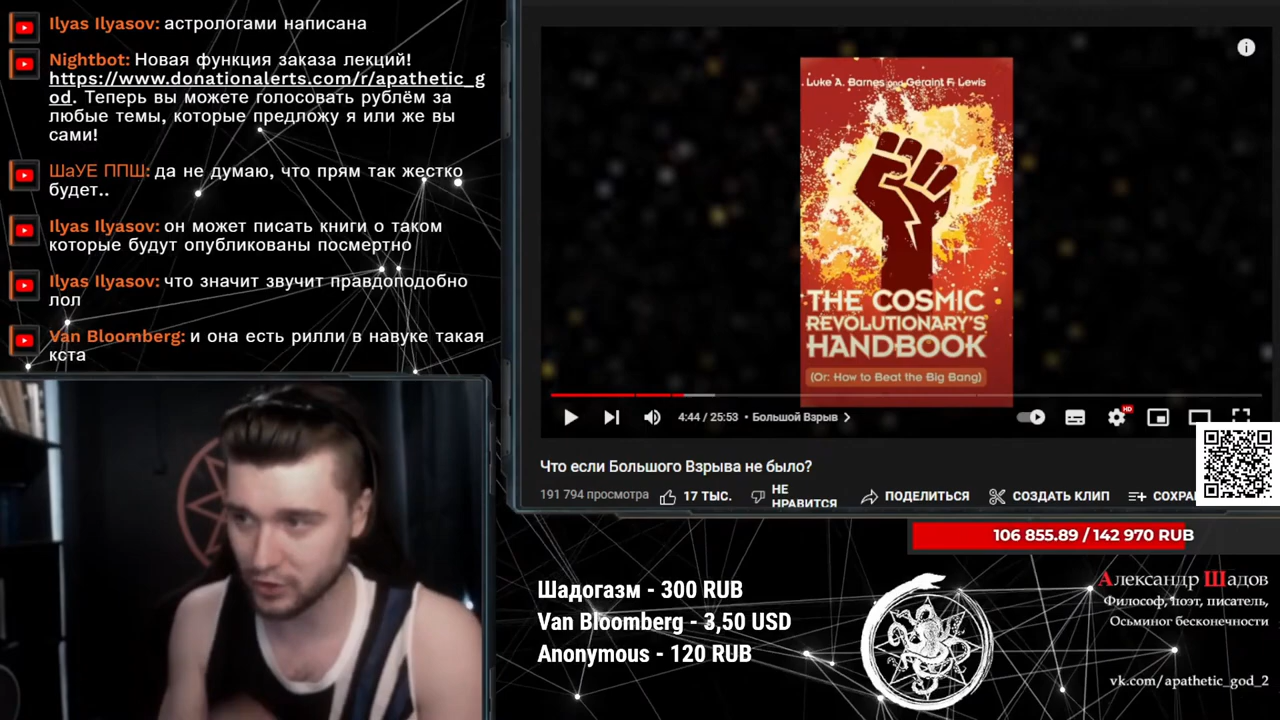 Ilyas Ilyasov: астрологами написана
Nightbot: Новая функция заказа лекций!
https://www.donationalerts.com/r/apathetic_g
od. Теперь вы можете голосовать рублём за
любые темы, которые предложу я или же вы
сами!
ШаУЕ ППШ: да не думаю, что прям так жестко
будет..
Ilyas Ilyasov: он может писать книги о таком
которые будут опубликованы посмертно
Ilyas Ilyasov: что значит звучит правдоподобно
лол
Van Bloomberg: и она есть рилли в навуке такая
кста
Luke A. Barnes and Geraint F. Lewis
THE COSMIC
REVOLUTIONARY'S
HANDBOOK
(Or: How to Beat the Big Bang)
4:44 / 25:53 • Большой Взрыв
HD
Что если Большого Взрыва не было?
191 794 просмотра
17 ТЫС.
НЕ
НРАВИТСЯ
ПОДЕЛИТЬСЯ
СОЗДАТЬ КЛИП
СОХРАН
106 855.89 / 142 970 RUB
Шадогазм - 300 RUB
Van Bloomberg - 3,50 USD
Anonymous - 120 RUB
Александр Шадов
Философ, поэт, писатель,
Осьминог бесконечности
vk.com/apathetic_god_2